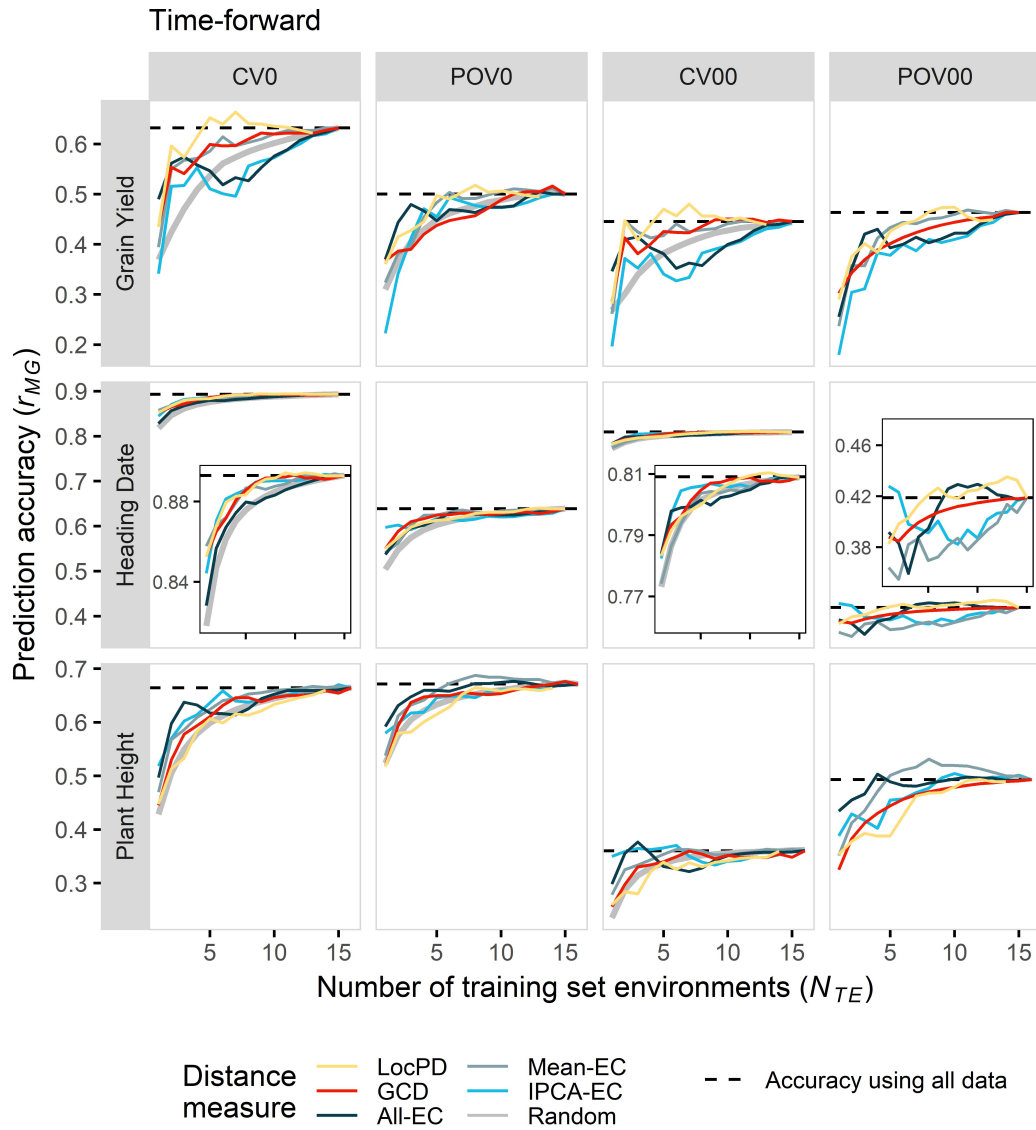 Time-forward
CV0 POV0 CV00 POV00
Prediction accuracy (r_MG)
Grain Yield
0.6
0.5
0.4
0.3
0.2
Heading Date
0.9
0.8
0.7
0.6
0.5
0.4
0.88
0.84
0.81
0.79
0.77
0.46
0.42
0.38
Plant Height
0.7
0.6
0.5
0.4
0.3
5 10 15 5 10 15 5 10 15 5 10 15
Number of training set environments (N_TE)
Distance measure
LocPD
GCD
All-EC
Mean-EC
IPCA-EC
Random
Accuracy using all data